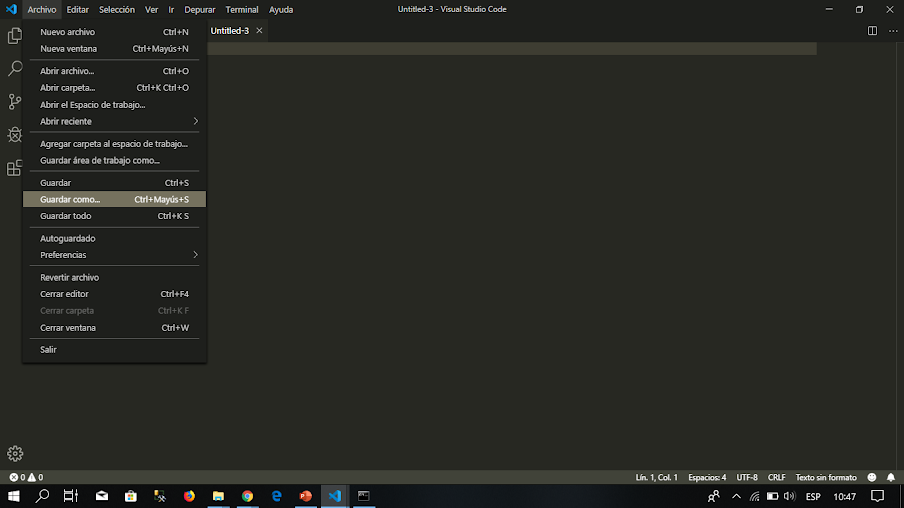 Archivo Editar Selección Ver Ir Depurar Terminal Ayuda Untitled-3 - Visual Studio Code
Untitled-3
Nuevo archivo Ctrl+N
Nueva ventana Ctrl+Mayús+N
Abrir archivo... Ctrl+O
Abrir carpeta... Ctrl+K Ctrl+O
Abrir el Espacio de trabajo...
Abrir reciente
Agregar carpeta al espacio de trabajo...
Guardar área de trabajo como...
Guardar Ctrl+S
Guardar como... Ctrl+Mayús+S
Guardar todo Ctrl+K S
Autoguardado
Preferencias
Revertir archivo
Cerrar editor Ctrl+F4
Cerrar carpeta Ctrl+K F
Cerrar ventana Ctrl+W
Salir
0 0 Lín. 1, Col. 1 Espacios: 4 UTF-8 CRLF Texto sin formato
ESP 10:47